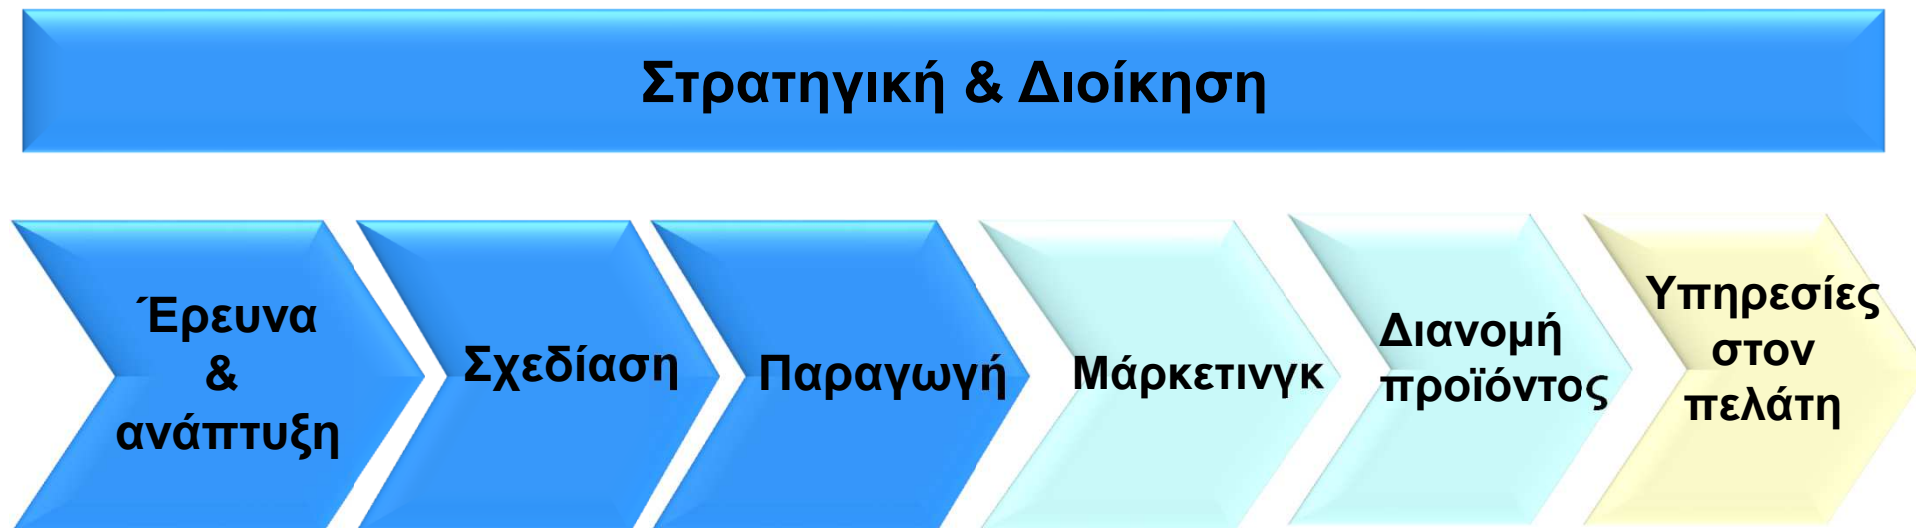 Στρατηγική & Διοίκηση
Έρευνα
&
ανάπτυξη
Σχεδίαση
Παραγωγή
Μάρκετινγκ
Διανομή
προϊόντος
Υπηρεσίες
στον
πελάτη